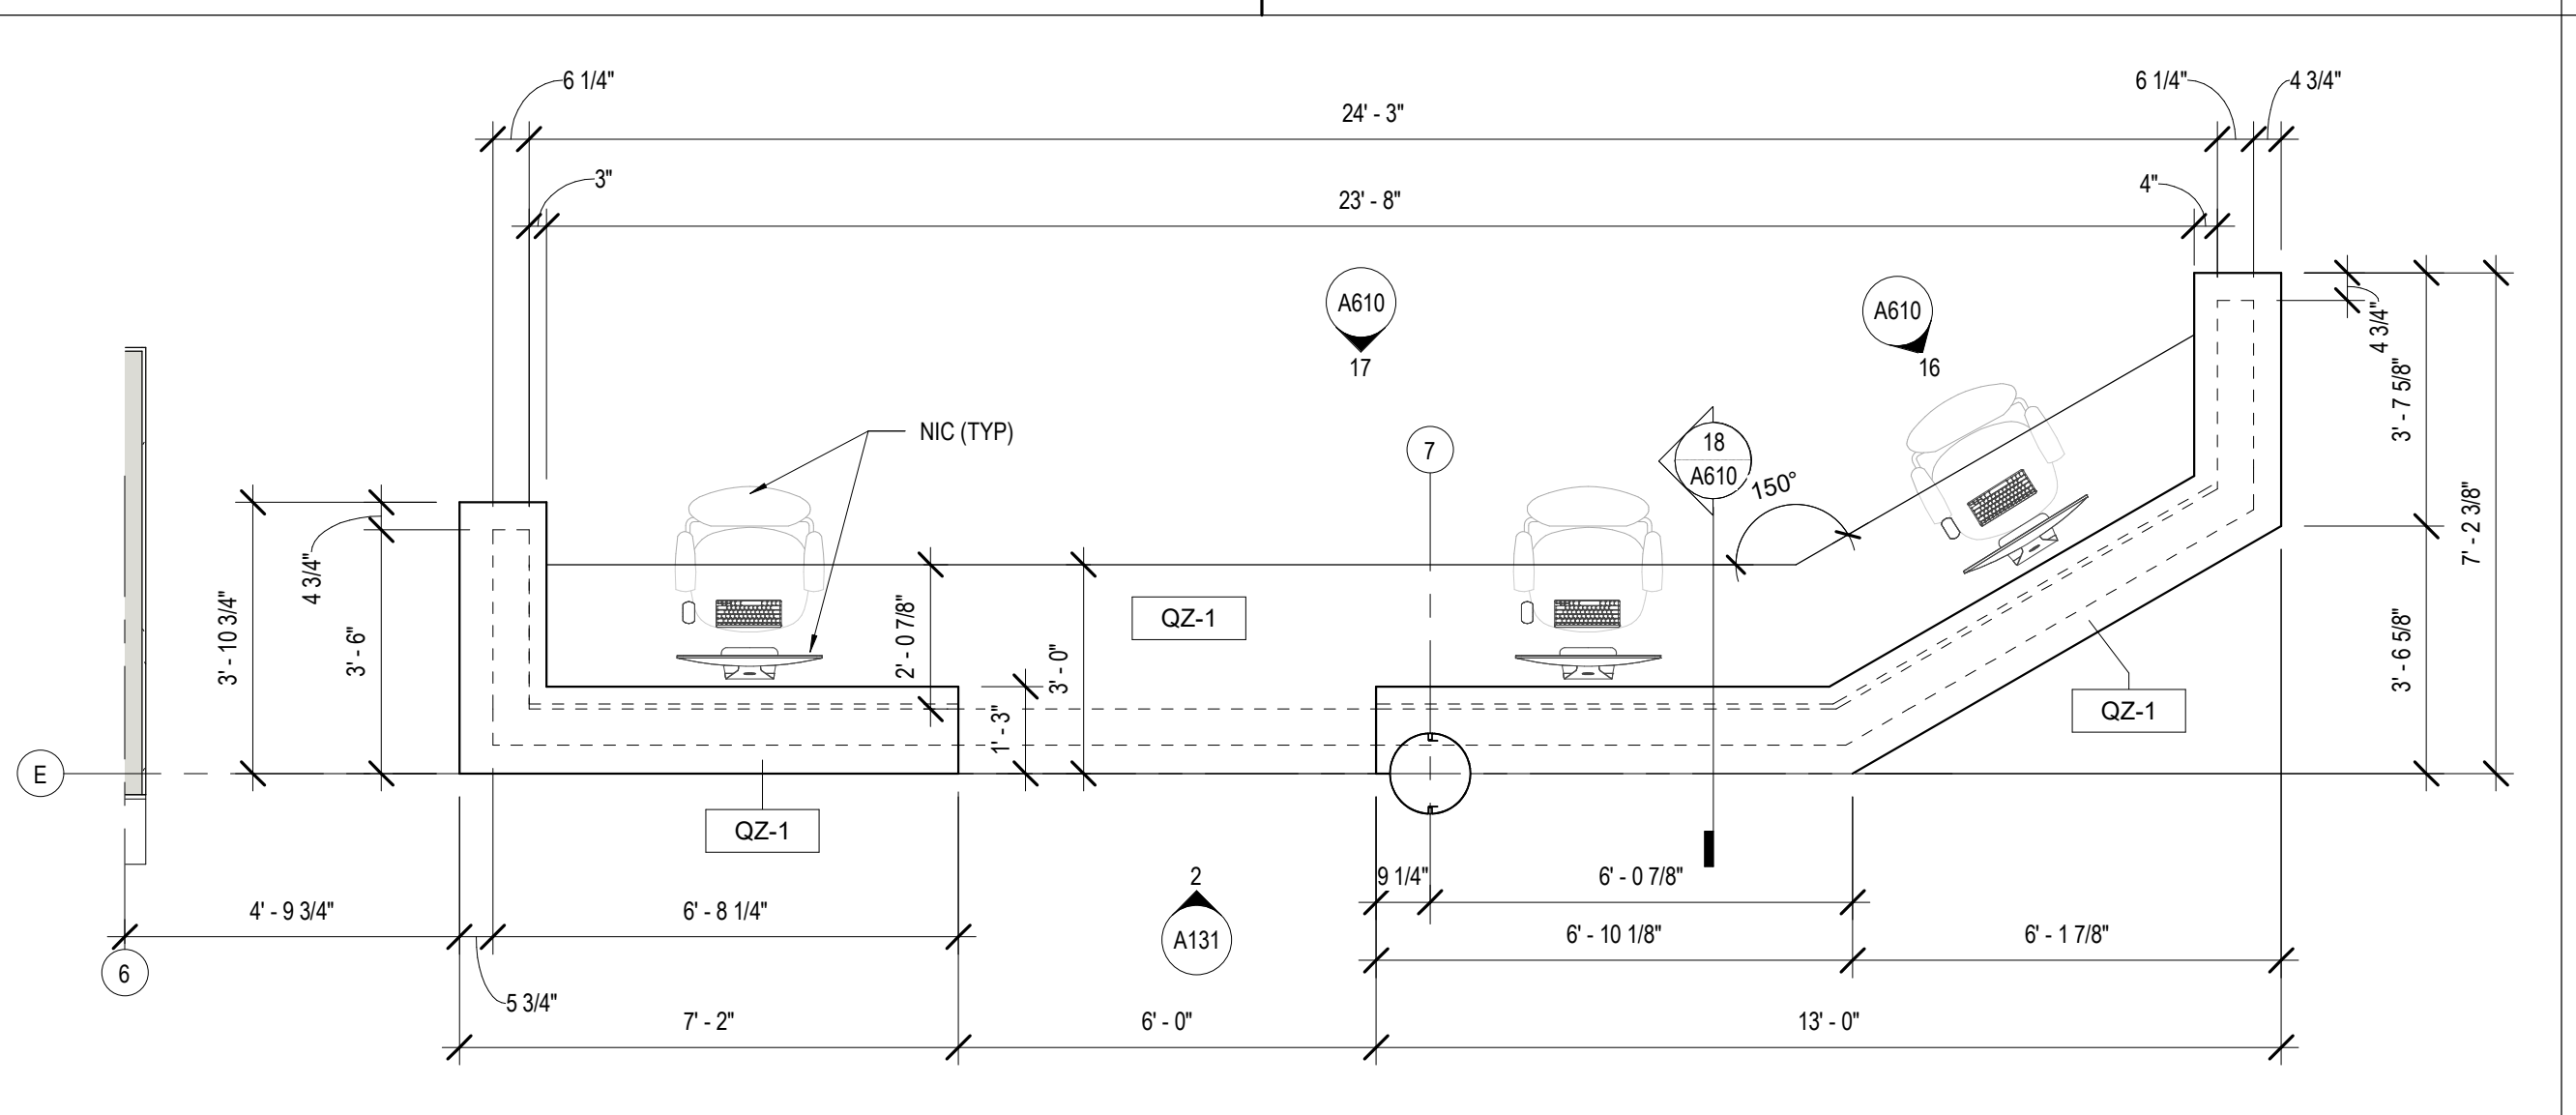 6 1/4"
6 1/4"
4 3/4"
24' - 3"
3"
4"
23' - 8"
A610
17
A610
16
4 3/4"
3' - 7 5/8"
NIC (TYP)
7
18
A610
150°
7' - 2 3/8"
4 3/4"
3' - 10 3/4"
3' - 6"
2' - 0 7/8"
3' - 0"
1' - 3"
QZ-1
3' - 6 5/8"
QZ-1
E
QZ-1
2
A131
9 1/4"
6' - 0 7/8"
4' - 9 3/4"
6' - 8 1/4"
6' - 10 1/8"
6' - 1 7/8"
6
5 3/4"
7' - 2"
6' - 0"
13' - 0"